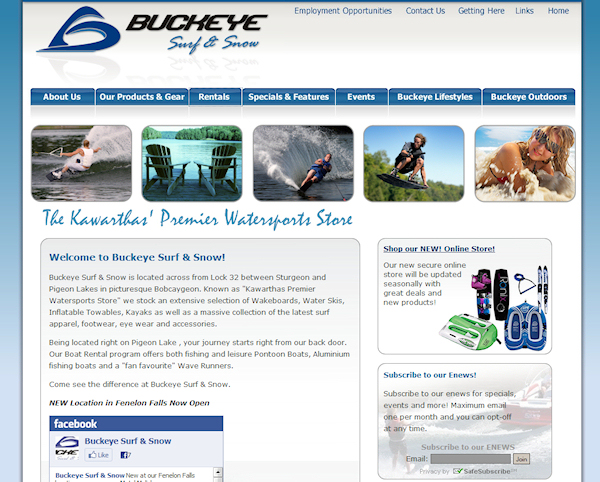 BUCKEYE
Surf & Snow
Employment Opportunities Contact Us Getting Here Links Home
About Us Our Products & Gear Rentals Specials & Features Events Buckeye Lifestyles Buckeye Outdoors
The Kawarthas' Premier Watersports Store
Welcome to Buckeye Surf & Snow!
Buckeye Surf & Snow is located across from Lock 32 between Sturgeon and
Pigeon Lakes in picturesque Bobcaygeon. Known as "Kawarthas Premier
Watersports Store" we stock an extensive selection of Wakeboards, Water Skis,
Inflatable Towables, Kayaks as well as a massive collection of the latest surf
apparel, footwear, eye wear and accessories.
Being located right on Pigeon Lake , your journey starts right from our back door.
Our Boat Rental program offers both fishing and leisure Pontoon Boats, Aluminium
fishing boats and a "fan favourite" Wave Runners.
Come see the difference at Buckeye Surf & Snow.
NEW Location in Fenelon Falls Now Open
facebook
Buckeye Surf & Snow
Like
Buckeye Surf & Snow New at our Fenelon Falls
Shop our NEW! Online Store!
Our new secure online
store will be updated
seasonally with
great deals and
new products!
Subscribe to our Enews!
Subscribe to our enews for specials,
events and more! Maximum email
one per month and you can opt-off
at any time.
Subscribe to our ENEWS
Email: Join
Privacy by SafeSubscribe℠